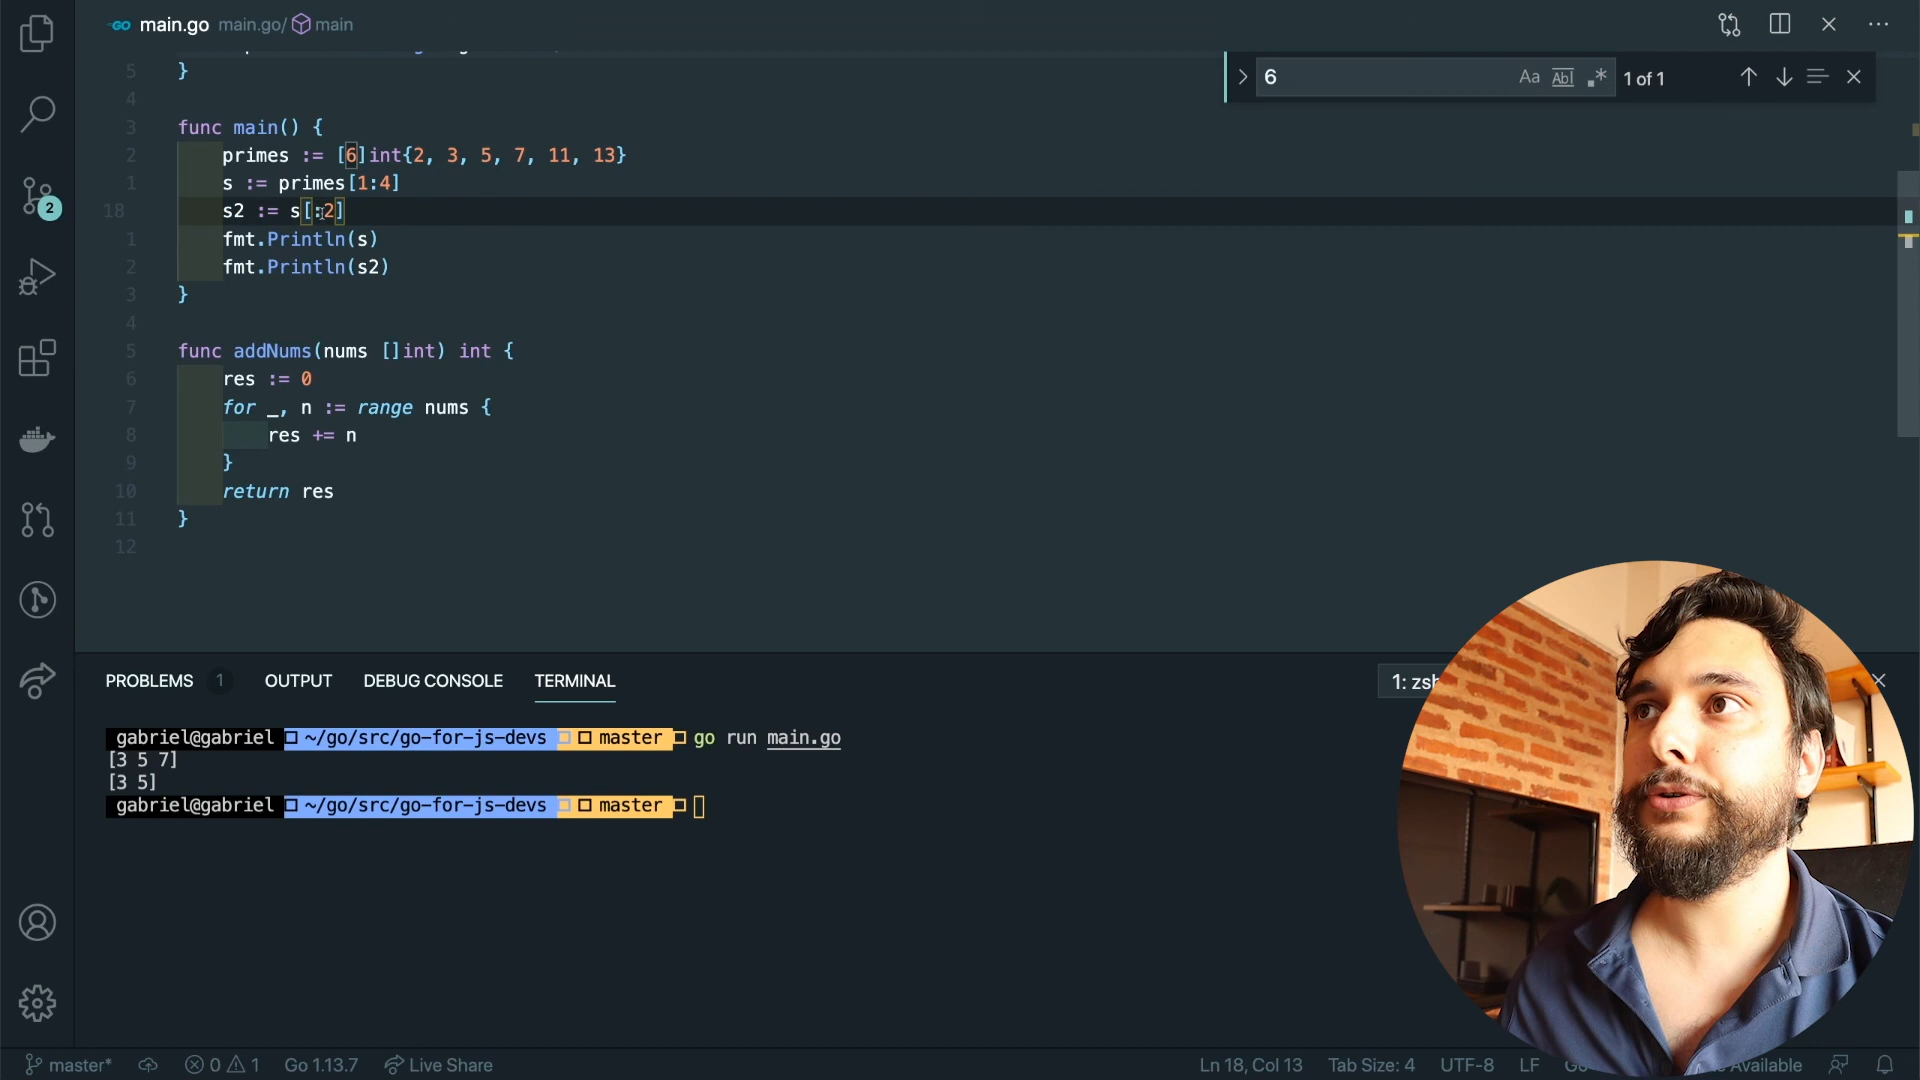 GO main.go main.go/ main
6 Aa Abl .* 1 of 1
5 }
4
3 func main() {
2 primes := [6]int{2, 3, 5, 7, 11, 13}
1 s := primes[1:4]
18 s2 := s[:2]
1 fmt.Println(s)
2 fmt.Println(s2)
3 }
4
5 func addNums(nums []int) int {
6 res := 0
7 for _, n := range nums {
8 res += n
9 }
10 return res
11 }
12
2
PROBLEMS 1 OUTPUT DEBUG CONSOLE TERMINAL 1: zsh
gabriel@gabriel ~/go/src/go-for-js-devs master go run main.go
[3 5 7]
[3 5]
gabriel@gabriel ~/go/src/go-for-js-devs master
master* 0 1 Go 1.13.7 Live Share Ln 18, Col 13 Tab Size: 4 UTF-8 LF Go Available